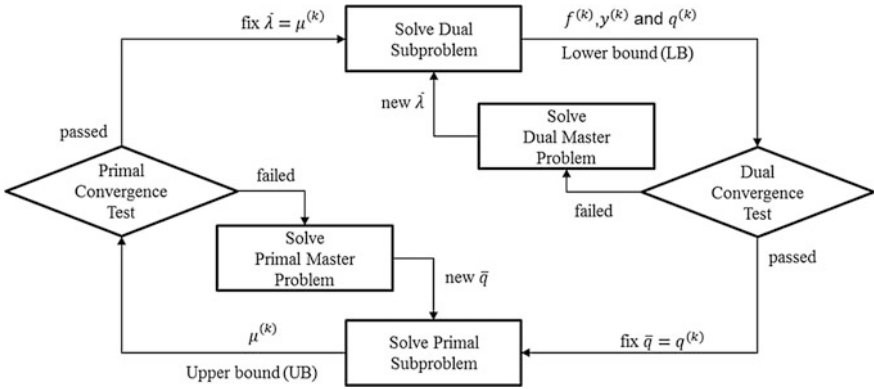 fix λ̄ = μ^(k)
Solve Dual
Subproblem
f^(k), y^(k) and q^(k)
Lower bound (LB)
new λ̄
Solve
Dual Master
Problem
passed
Primal
Convergence
Test
failed
Dual
Convergence
Test
failed
Solve
Primal Master
Problem
passed
new q̄
μ^(k)
Upper bound (UB)
Solve Primal
Subproblem
fix q̄ = q^(k)